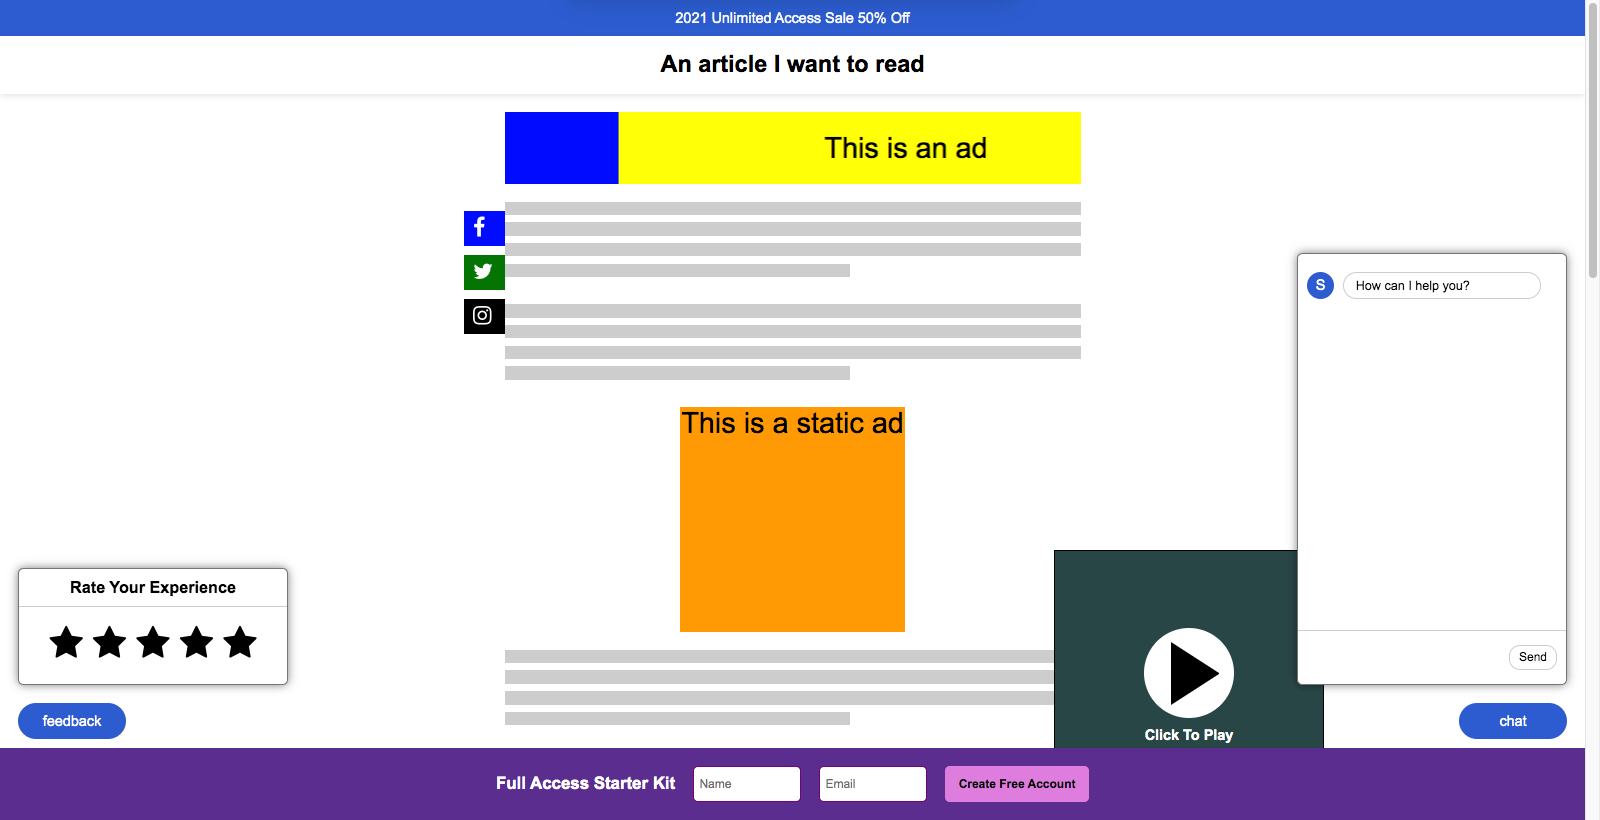 2021 Unlimited Access Sale 50% Off
An article I want to read
This is an ad
S
How can I help you?
This is a static ad
Rate Your Experience
Send
feedback
chat
Click To Play
Full Access Starter Kit
Name
Email
Create Free Account